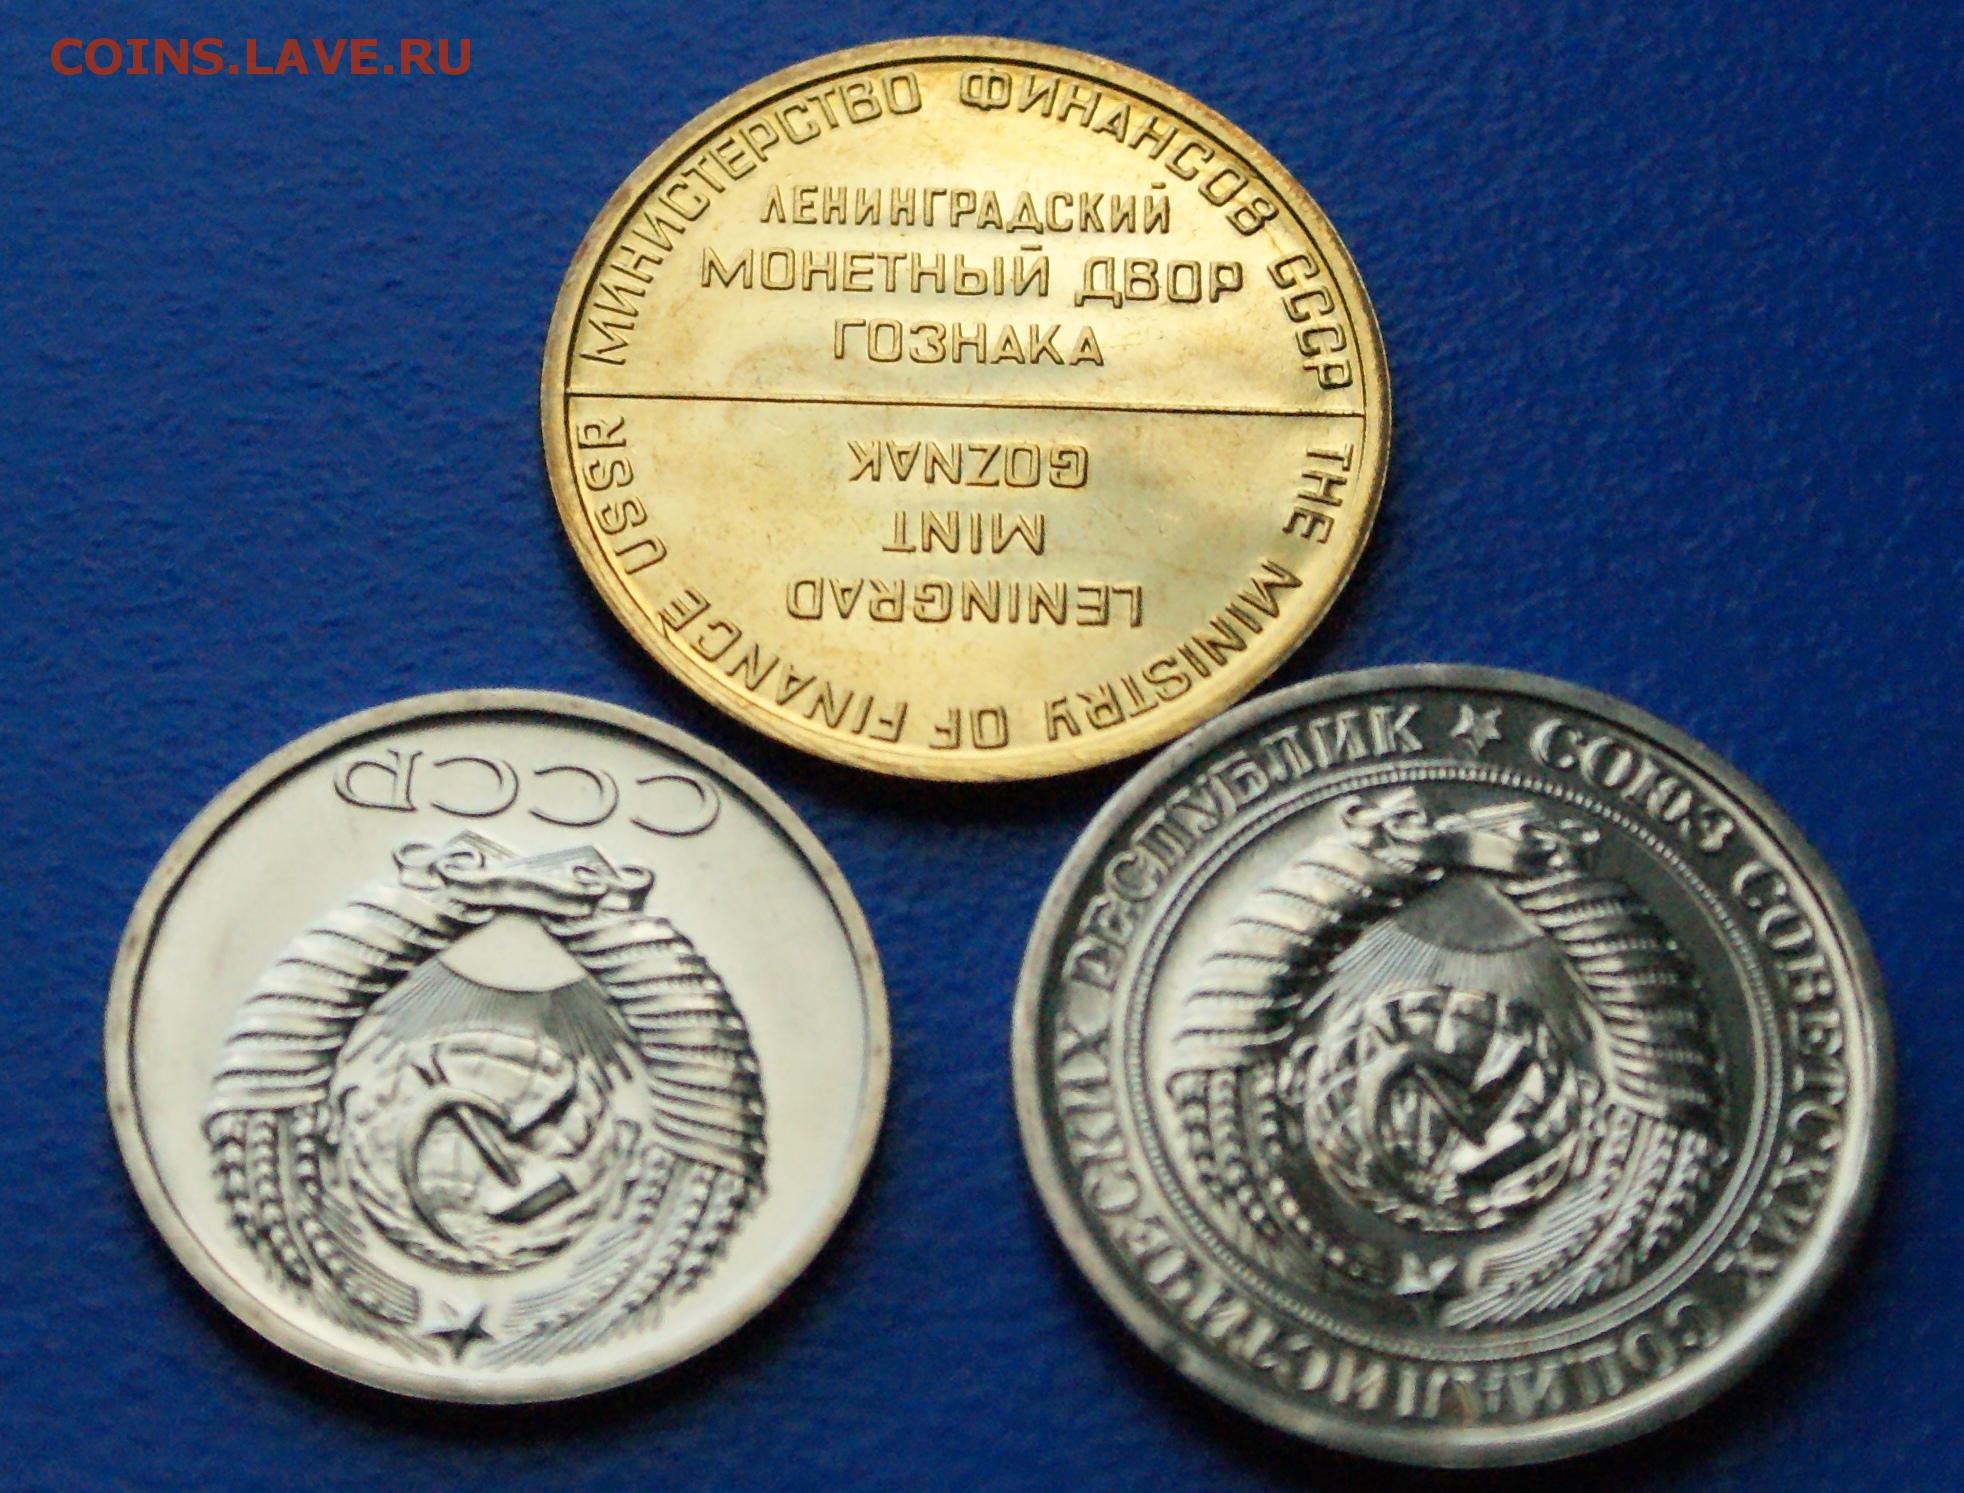 COINS.LAVE.RU
МИНИСТЕРСТВО ФИНАНСОВ СССР
ЛЕНИНГРАДСКИЙ
МОНЕТНЫЙ ДВОР
ГОЗНАКА
THE MINISTRY OF FINANCE USSR
LENINGRAD
MINT
GOZNAK
СССР
СОЮЗ СОВЕТСКИХ СОЦИАЛИСТИЧЕСКИХ РЕСПУБЛИК